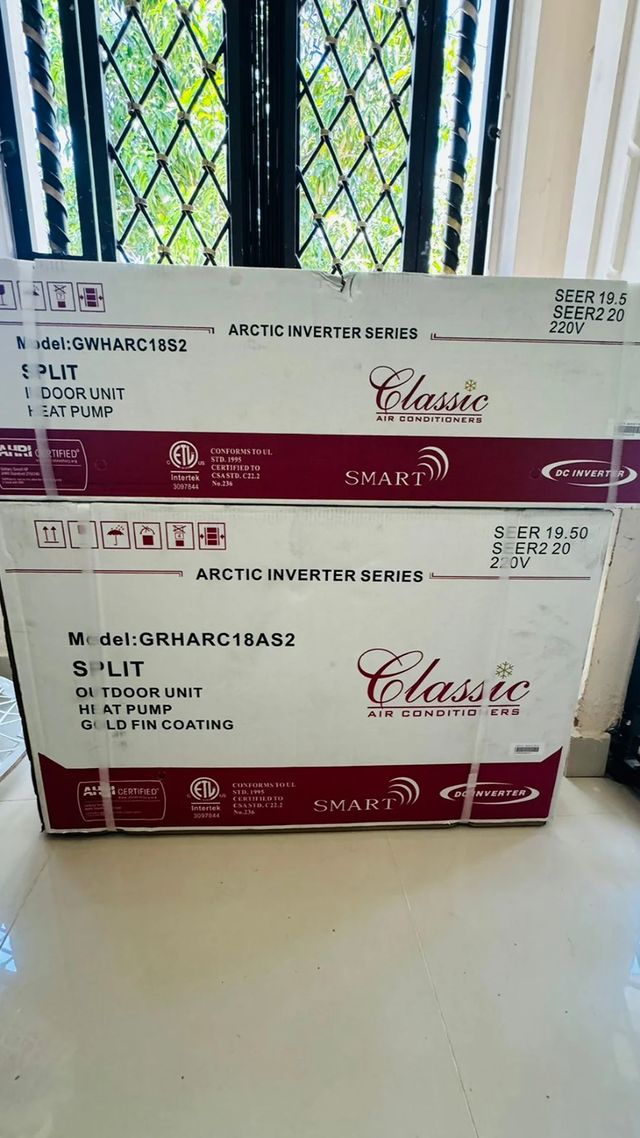 SEER 19.5
SEER2 20
220V
ARCTIC INVERTER SERIES
Model:GWHARC18S2
SPLIT
INDOOR UNIT
HEAT PUMP
Classic
AIR CONDITIONERS
AHRI CERTIFIED
ETL
C US
Intertek
3097844
CONFORMS TO UL
STD. 1995
CERTIFIED TO
CSA STD. C22.2
No.236
SMART
DC INVERTER
SEER 19.50
SEER2 20
220V
ARCTIC INVERTER SERIES
Model:GRHARC18AS2
SPLIT
OUTDOOR UNIT
HEAT PUMP
GOLD FIN COATING
Classic
AIR CONDITIONERS
AHRI CERTIFIED
ETL
C US
Intertek
3097844
CONFORMS TO UL
STD. 1995
CERTIFIED TO
CSA STD. C22.2
No.236
SMART
DC INVERTER